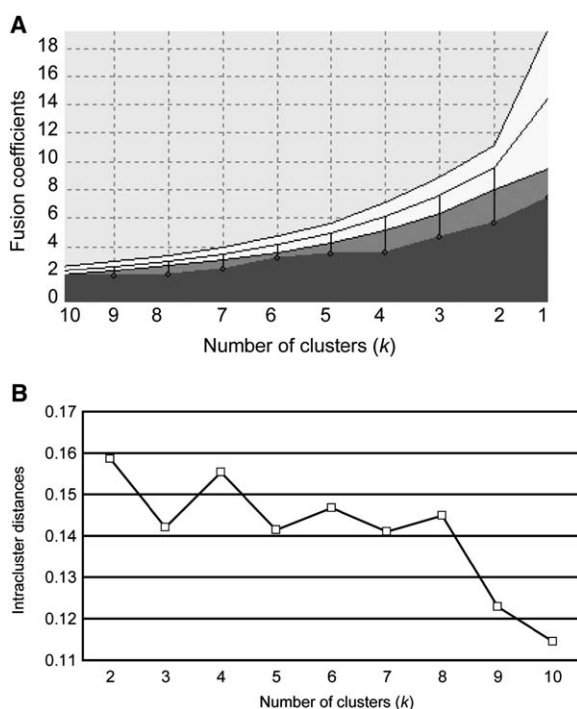 A
Fusion coefficients
18
16
14
12
10
8
6
4
2
0
10 9 8 7 6 5 4 3 2 1
Number of clusters (k)
B
Intracluster distances
0.17
0.16
0.15
0.14
0.13
0.12
0.11
2 3 4 5 6 7 8 9 10
Number of clusters (k)